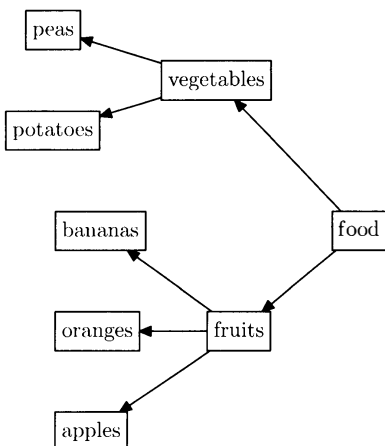 peas
vegetables
potatoes
bananas
food
oranges
fruits
apples